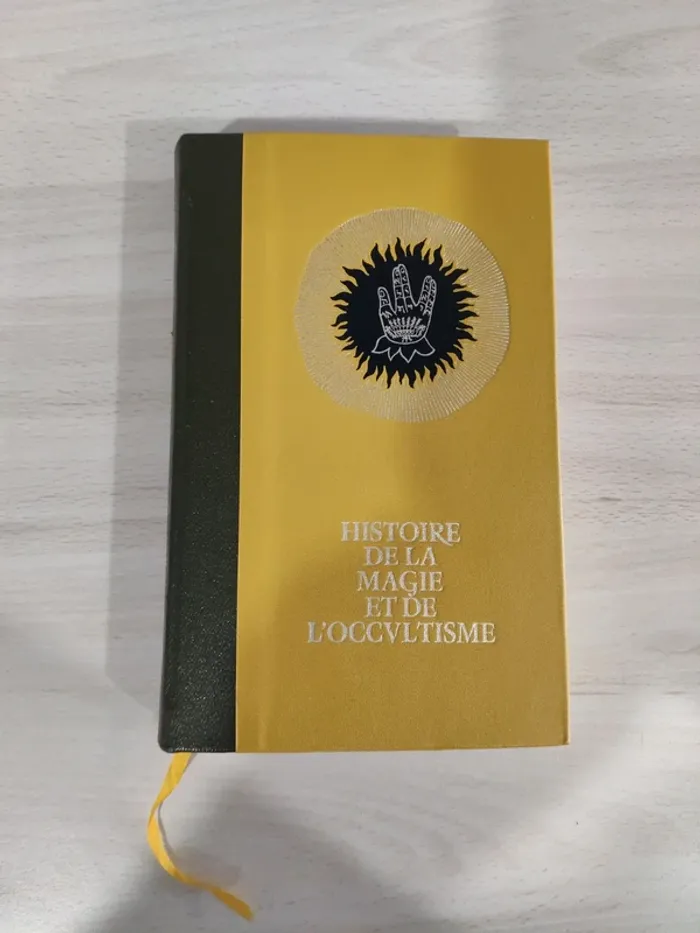 HISTOIRE
DE LA
MAGIE
ET DE
L'OCCVLTISME